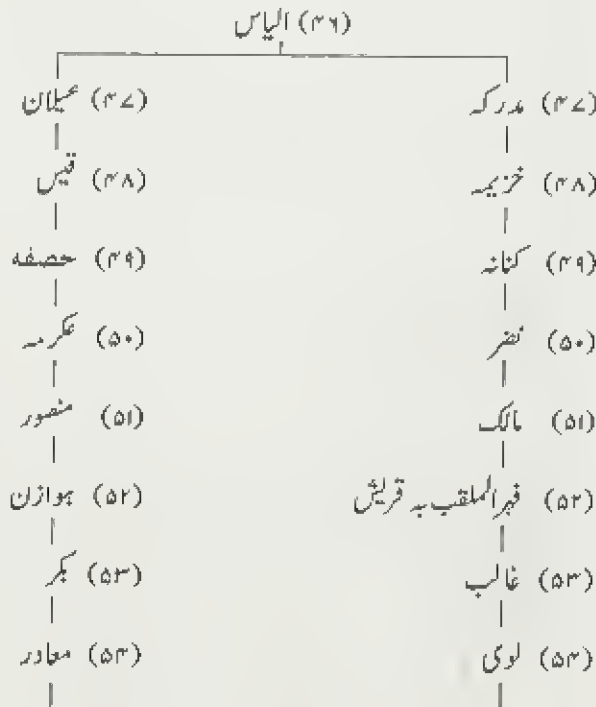 (۴۶) الیاس
(۴۷) مدرکہ (۴۷) عیلان
(۴۸) خزیمہ (۴۸) قیس
(۴۹) کنانہ (۴۹) حصفہ
(۵۰) نضر (۵۰) عکرمہ
(۵۱) مالک (۵۱) منصور
(۵۲) فہر الملقب بہ قریش (۵۲) ہوازن
(۵۳) غالب (۵۳) بکر
(۵۴) لوی (۵۴) معاور